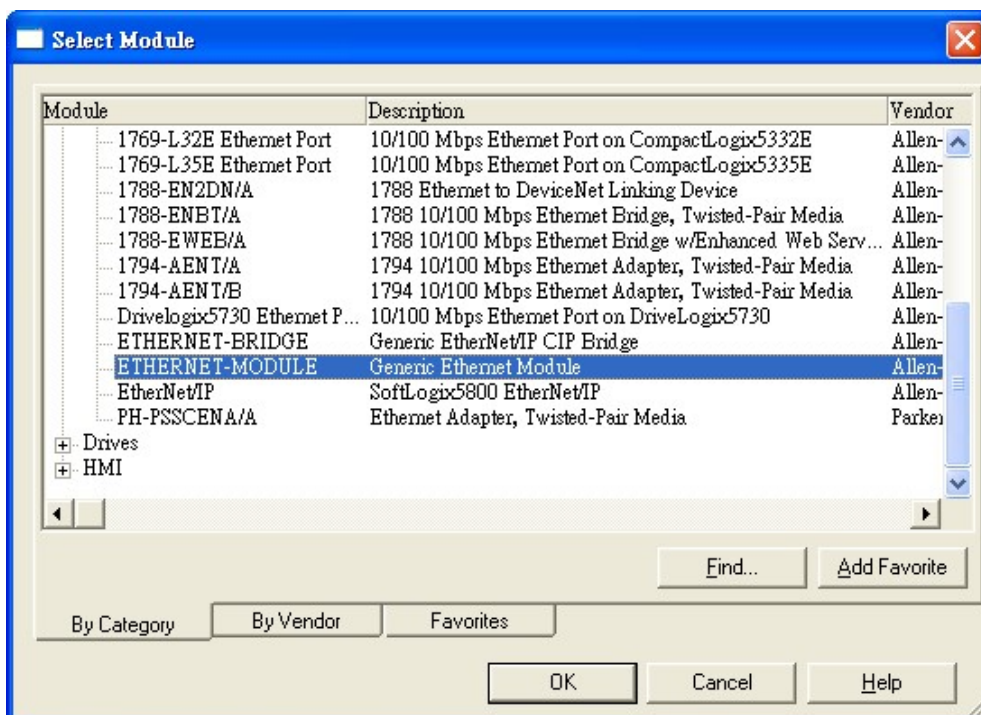 Select Module
Module Description Vendor
1769-L32E Ethernet Port 10/100 Mbps Ethernet Port on CompactLogix5332E Allen-
1769-L35E Ethernet Port 10/100 Mbps Ethernet Port on CompactLogix5335E Allen-
1788-EN2DN/A 1788 Ethernet to DeviceNet Linking Device Allen-
1788-ENBT/A 1788 10/100 Mbps Ethernet Bridge, Twisted-Pair Media Allen-
1788-EWEB/A 1788 10/100 Mbps Ethernet Bridge w/Enhanced Web Serv... Allen-
1794-AENT/A 1794 10/100 Mbps Ethernet Adapter, Twisted-Pair Media Allen-
1794-AENT/B 1794 10/100 Mbps Ethernet Adapter, Twisted-Pair Media Allen-
Drivelogix5730 Ethernet P... 10/100 Mbps Ethernet Port on DriveLogix5730 Allen-
ETHERNET-BRIDGE Generic EtherNet/IP CIP Bridge Allen-
ETHERNET-MODULE Generic Ethernet Module Allen-
EtherNet/IP SoftLogix5800 EtherNet/IP Allen-
PH-PSSCENA/A Ethernet Adapter, Twisted-Pair Media Parker
Drives
HMI
Find... Add Favorite
By Category By Vendor Favorites
OK Cancel Help